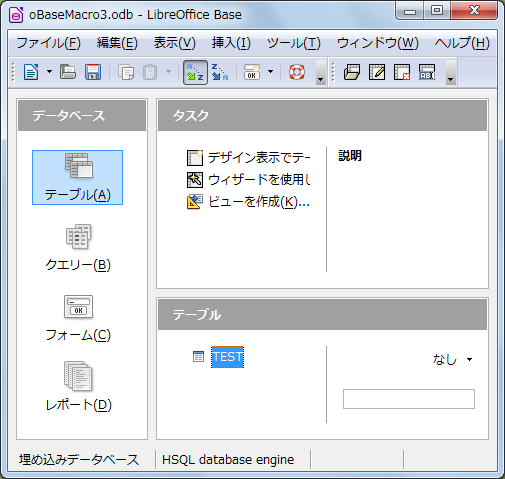 oBaseMacro3.odb - LibreOffice Base
ファイル(F) 編集(E) 表示(V) 挿入(I) ツール(T) ウィンドウ(W) ヘルプ(H)
データベース
テーブル(A)
クエリー(B)
フォーム(C)
レポート(D)
タスク
デザイン表示でテー
ウィザードを使用し
ビューを作成(K)...
説明
テーブル
TEST
なし
埋め込みデータベース HSQL database engine